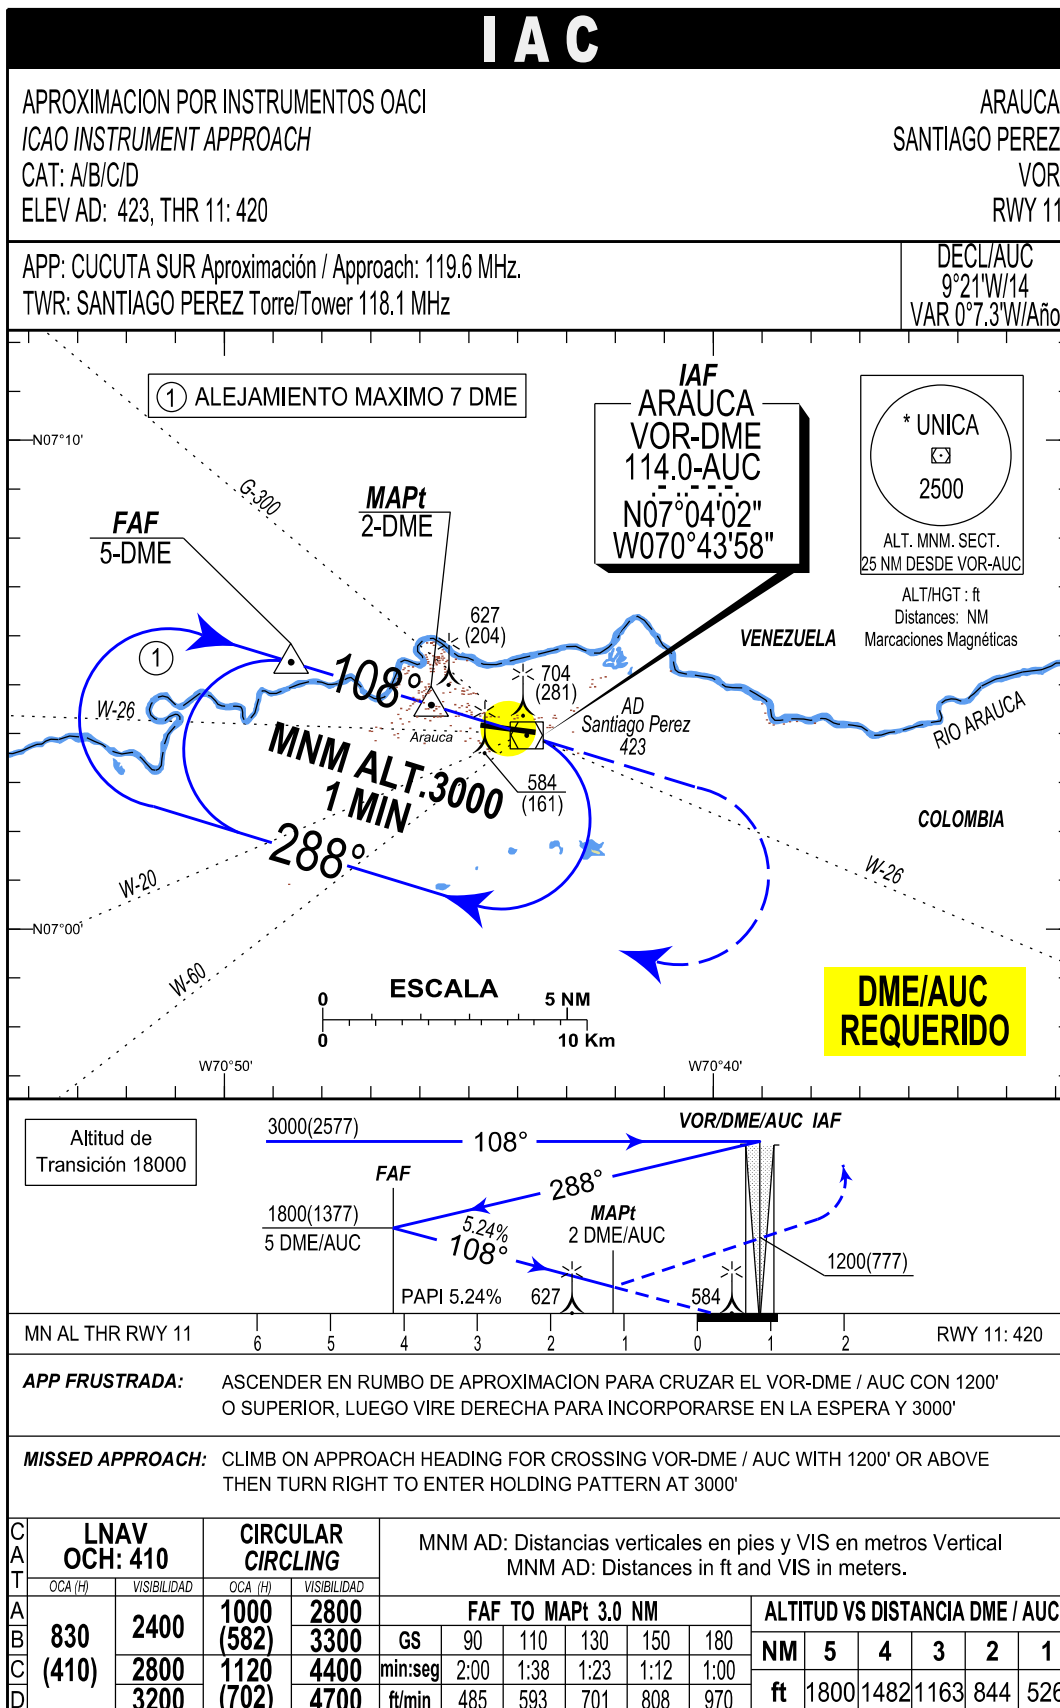 IAC
APROXIMACION POR INSTRUMENTOS OACI
ICAO INSTRUMENT APPROACH
CAT: A/B/C/D
ELEV AD: 423, THR 11: 420
ARAUCA
SANTIAGO PEREZ
VOR
RWY 11
APP: CUCUTA SUR Aproximación / Approach: 119.6 MHz.
TWR: SANTIAGO PEREZ Torre/Tower 118.1 MHz
DECL/AUC
9°21'W/14
VAR 0°7.3'W/Año
1 ALEJAMIENTO MAXIMO 7 DME
IAF
ARAUCA
VOR-DME
114.0-AUC
.- ..- -.-.
N07°04'02"
W070°43'58"
* UNICA
2500
ALT. MNM. SECT.
25 NM DESDE VOR-AUC
ALT/HGT : ft
Distances: NM
Marcaciones Magnéticas
N07°10'
G-300
FAF
5-DME
MAPt
2-DME
627
(204)
VENEZUELA
1
108°
704
(281)
AD
Santiago Perez
423
W-26
Arauca
RIO ARAUCA
MNM ALT.3000
1 MIN
584
(161)
COLOMBIA
288°
W-20
W-26
N07°00'
W-60
ESCALA
0 5 NM
0 10 Km
DME/AUC
REQUERIDO
W70°50'
W70°40'
Altitud de
Transición 18000
3000(2577)
108°
VOR/DME/AUC IAF
FAF
288°
1800(1377)
5 DME/AUC
5.24%
108°
MAPt
2 DME/AUC
1200(777)
PAPI 5.24%
627
584
MN AL THR RWY 11
6 5 4 3 2 1 0 1 2
RWY 11: 420
APP FRUSTRADA: ASCENDER EN RUMBO DE APROXIMACION PARA CRUZAR EL VOR-DME / AUC CON 1200'
O SUPERIOR, LUEGO VIRE DERECHA PARA INCORPORARSE EN LA ESPERA Y 3000'
MISSED APPROACH: CLIMB ON APPROACH HEADING FOR CROSSING VOR-DME / AUC WITH 1200' OR ABOVE
THEN TURN RIGHT TO ENTER HOLDING PATTERN AT 3000'
CAT
LNAV
OCH: 410
CIRCULAR
CIRCLING
OCA (H) VISIBILIDAD OCA (H) VISIBILIDAD
MNM AD: Distancias verticales en pies y VIS en metros Vertical
MNM AD: Distances in ft and VIS in meters.
A
B
C
D
830
(410)
2400
2800
3200
1000
(582)
1120
(702)
2800
3300
4400
4700
FAF TO MAPt 3.0 NM
GS 90 110 130 150 180
min:seg 2:00 1:38 1:23 1:12 1:00
ft/min 485 593 701 808 970
ALTITUD VS DISTANCIA DME / AUC
NM 5 4 3 2 1
ft 1800 1482 1163 844 526